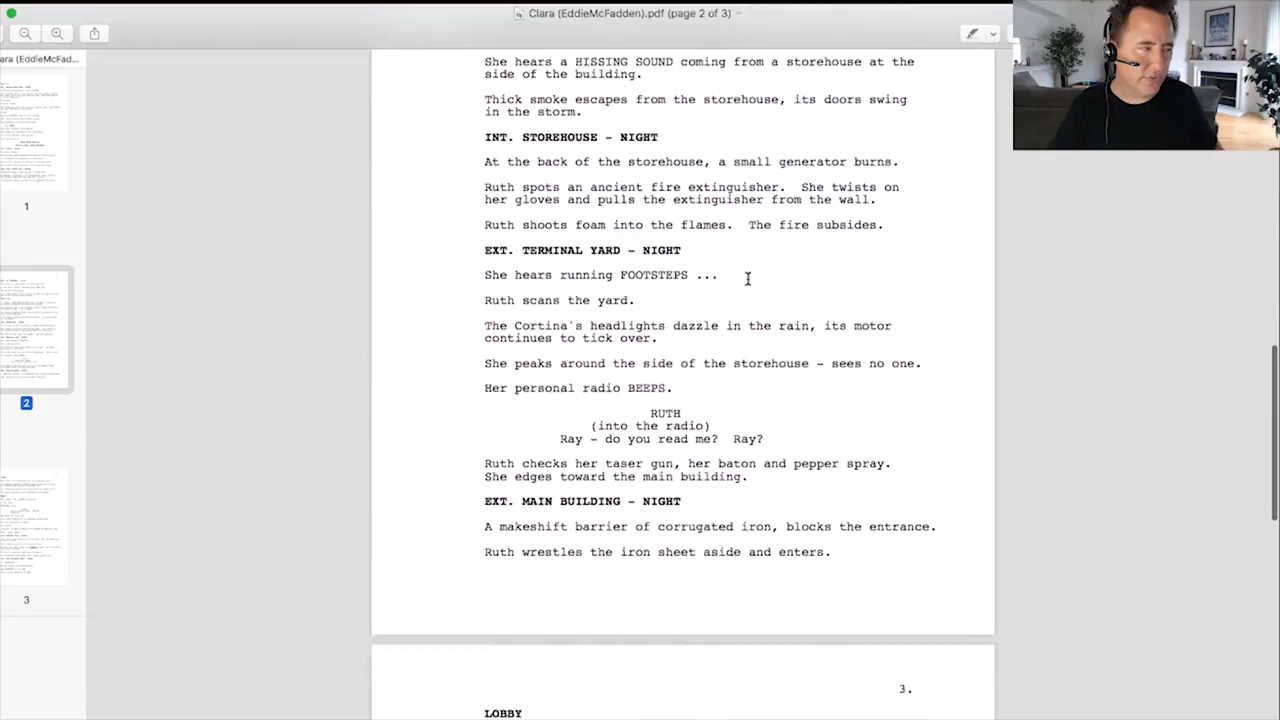 Clara (EddieMcFadden).pdf (page 2 of 3)
ara (EddieMcFad...
1
2
3
She hears a HISSING SOUND coming from a storehouse at the
side of the building.
Thick smoke escapes from the storehouse, its doors swing
in the storm.
INT. STOREHOUSE - NIGHT
At the back of the storehouse a small generator burns.
Ruth spots an ancient fire extinguisher. She twists on
her gloves and pulls the extinguisher from the wall.
Ruth shoots foam into the flames. The fire subsides.
EXT. TERMINAL YARD - NIGHT
She hears running FOOTSTEPS ...
Ruth scans the yard.
The Corolla's headlights dazzle in the rain, its motor
continues to tick over.
She peers around the side of the storehouse - sees no one.
Her personal radio BEEPS.
RUTH
(into the radio)
Ray - do you read me? Ray?
Ruth checks her taser gun, her baton and pepper spray.
She edges toward the main building.
EXT. MAIN BUILDING - NIGHT
A makeshift barrier of corrugated iron, blocks the entrance.
Ruth the iron sheet back and enters.
3.
LOBBY